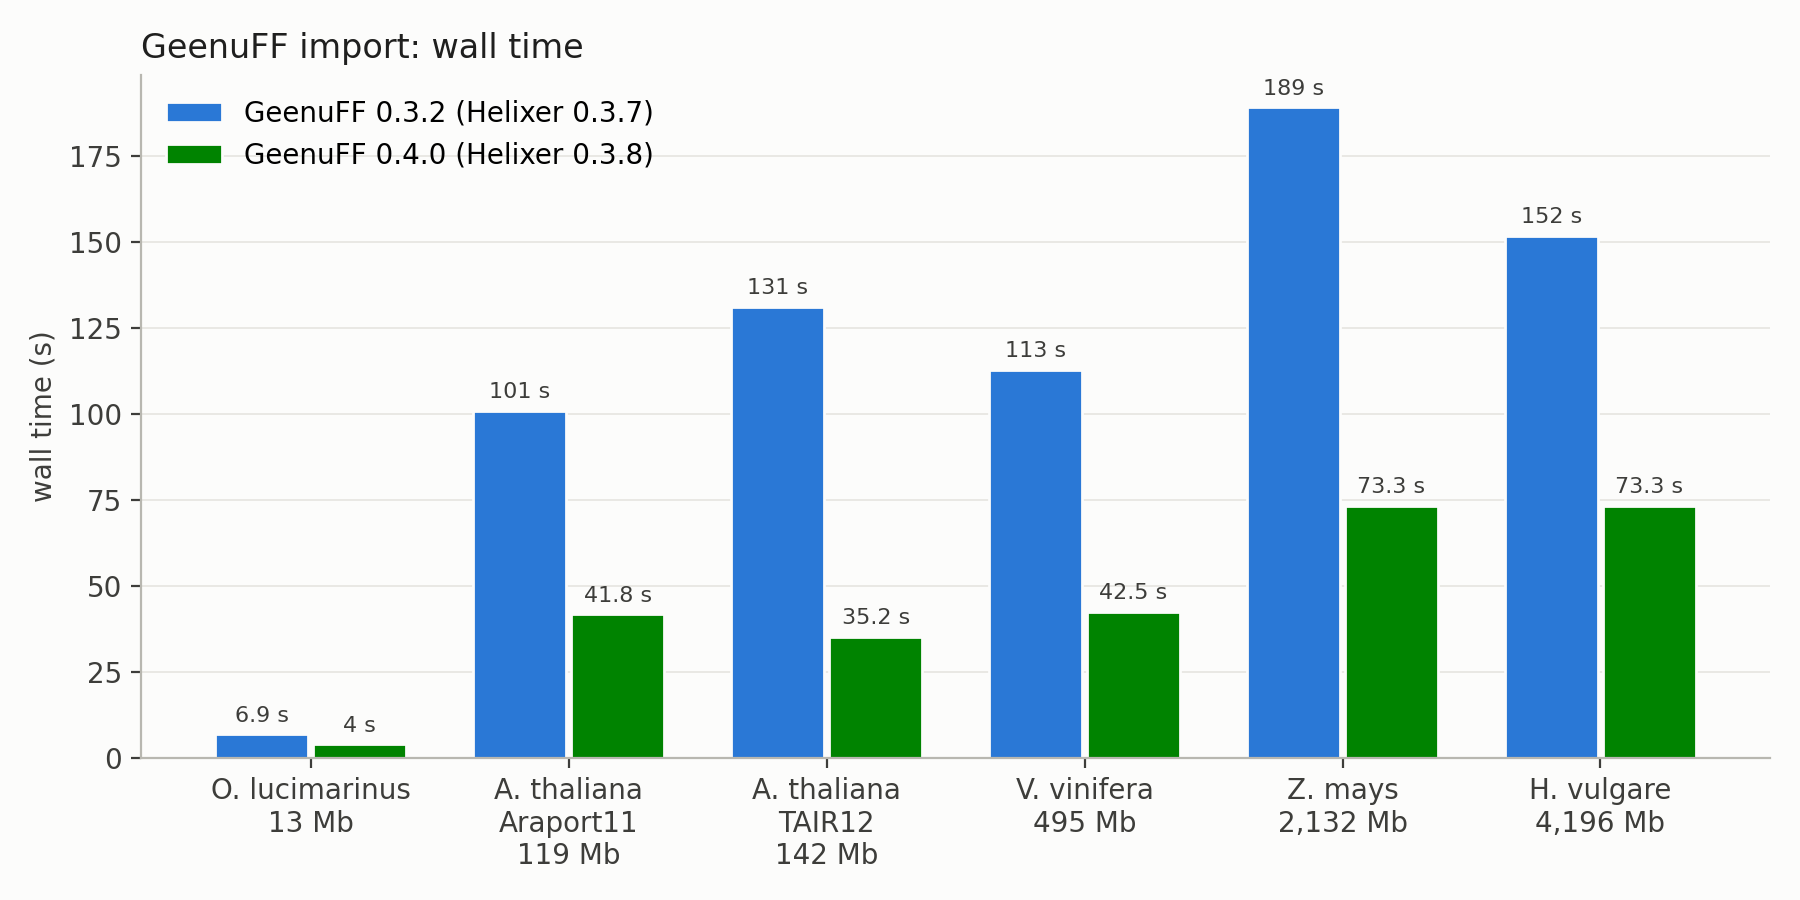 GeenuFF import: wall time
GeenuFF 0.3.2 (Helixer 0.3.7)
GeenuFF 0.4.0 (Helixer 0.3.8)
wall time (s)
175
150
125
100
75
50
25
0
6.9 s
4 s
101 s
41.8 s
131 s
35.2 s
113 s
42.5 s
189 s
73.3 s
152 s
73.3 s
O. lucimarinus
13 Mb
A. thaliana
Araport11
119 Mb
A. thaliana
TAIR12
142 Mb
V. vinifera
495 Mb
Z. mays
2,132 Mb
H. vulgare
4,196 Mb